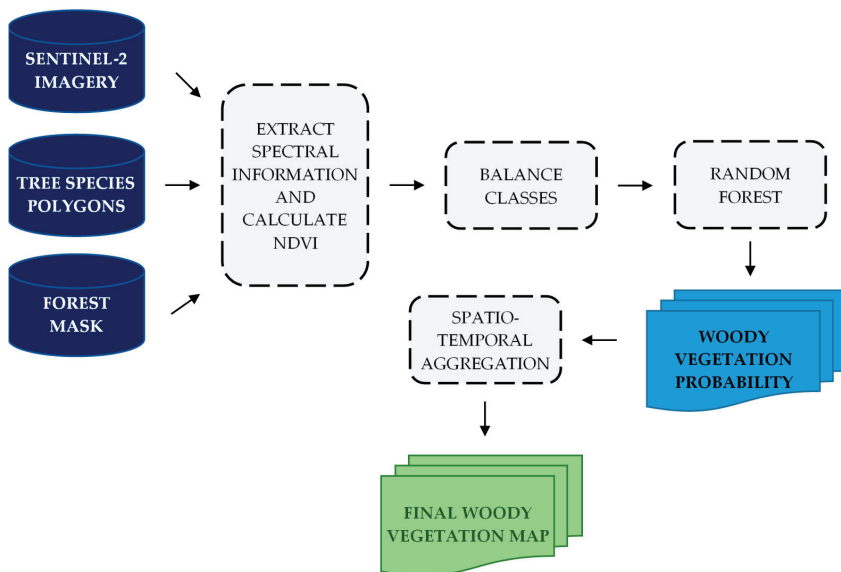 SENTINEL-2
IMAGERY
TREE SPECIES
POLYGONS
FOREST
MASK
EXTRACT
SPECTRAL
INFORMATION
AND
CALCULATE
NDVI
BALANCE
CLASSES
RANDOM
FOREST
WOODY
VEGETATION
PROBABILITY
SPATIO-
TEMPORAL
AGGREGATION
FINAL WOODY
VEGETATION MAP